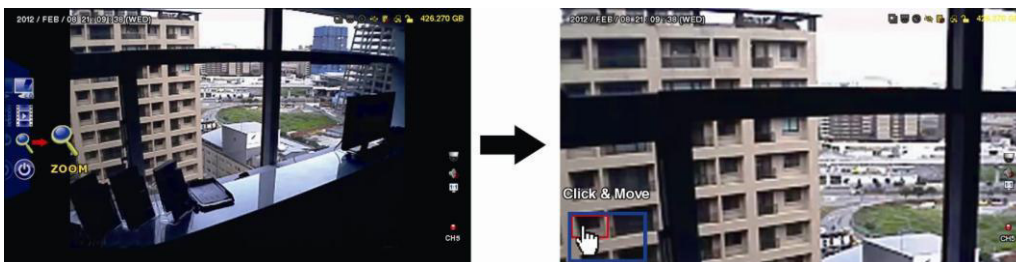 2012 / FEB / 08 21 : 09 : 38 (WED)
426.270 GB
ZOOM
CH5
2012 / FEB / 08 21 : 09 : 38 (WED)
Click & Move
CH5